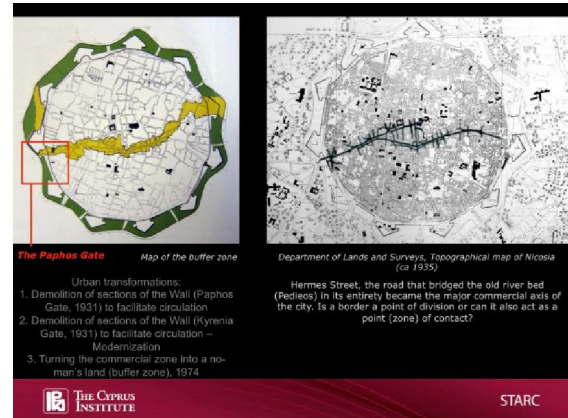 The Paphos Gate
Map of the buffer zone
Urban transformations:
1. Demolition of sections of the Wall (Paphos
Gate, 1931) to facilitate circulation
2. Demolition of sections of the Wall (Kyrenia
Gate, 1931) to facilitate circulation –
Modernization
3. Turning the commercial zone into a no-
man's land (buffer zone), 1974
Department of Lands and Surveys, Topographical map of Nicosia
(ca 1935)
Hermes Street, the road that bridged the old river bed
(Pedieos) in its entirety became the major commercial axis
of the city. Is a border a point of division or can it also act as a
point (zone) of contact?
THE CYPRUS
INSTITUTE
STARC